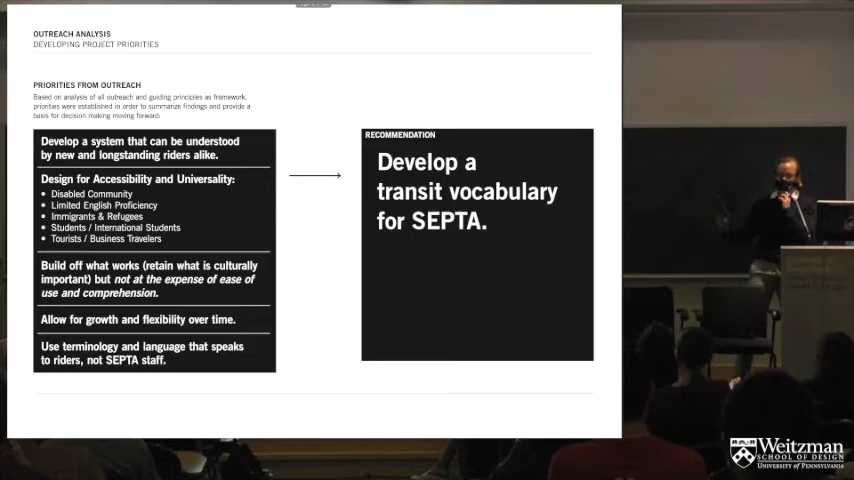 OUTREACH ANALYSIS
DEVELOPING PROJECT PRIORITIES
PRIORITIES FROM OUTREACH
Based on analysis of all outreach and guiding principles as framework,
priorities were established in order to summarize findings and provide a
basis for decision making moving forward:
Develop a system that can be understood
by new and longstanding riders alike.
Design for Accessibility and Universality:
• Disabled Community
• Limited English Proficiency
• Immigrants & Refugees
• Students / International Students
• Tourists / Business Travelers
Build off what works (retain what is culturally
important) but not at the expense of ease of
use and comprehension.
Allow for growth and flexibility over time.
Use terminology and language that speaks
to riders, not SEPTA staff.
RECOMMENDATION
Develop a
transit vocabulary
for SEPTA.
Weitzman
SCHOOL OF DESIGN
UNIVERSITY of PENNSYLVANIA